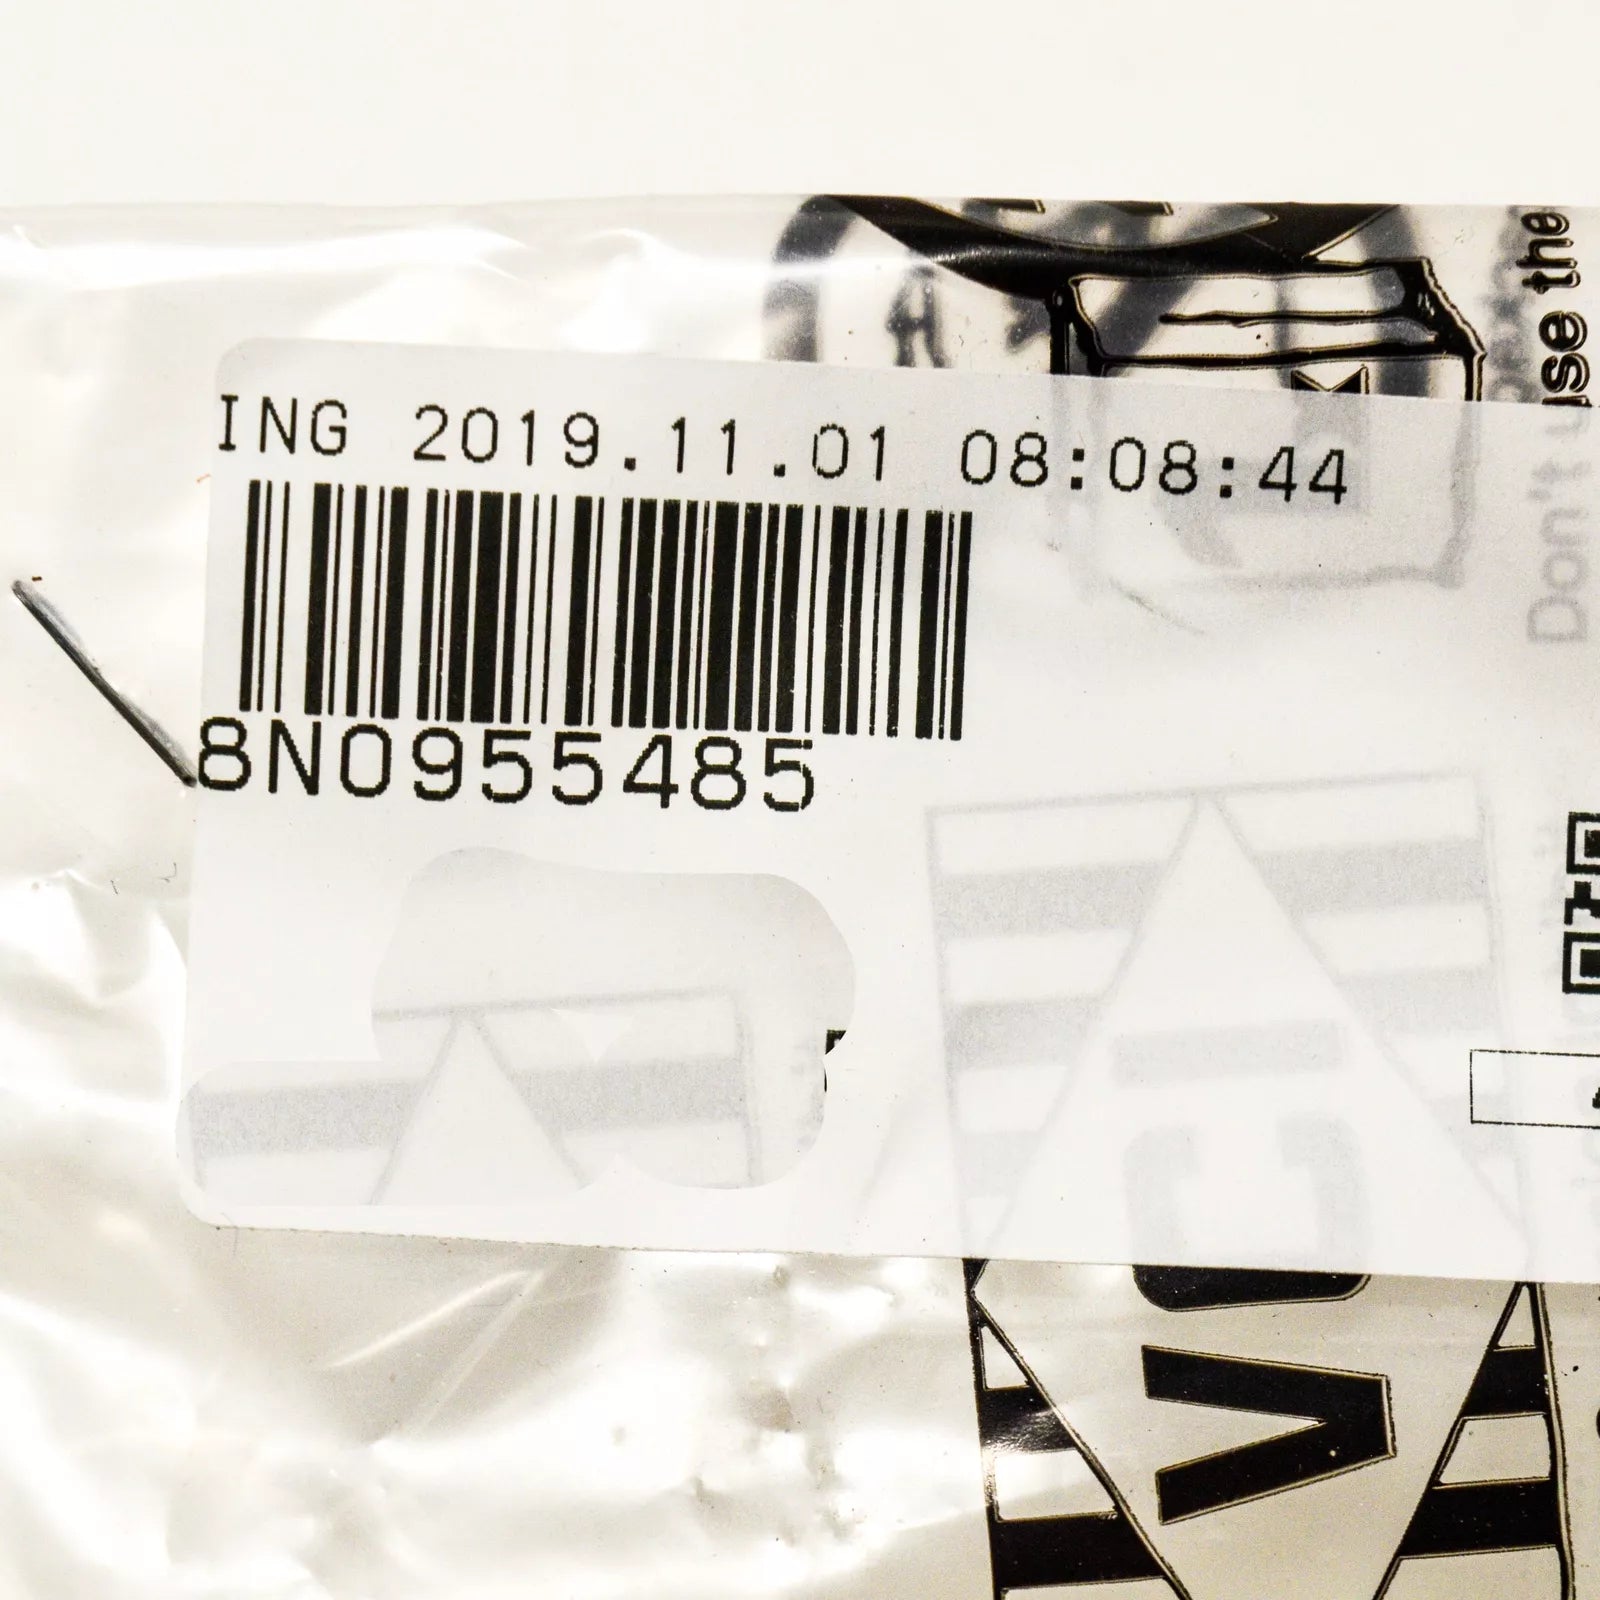 ING 2019.11.01 08:08:44
8N0955485
Don't use the